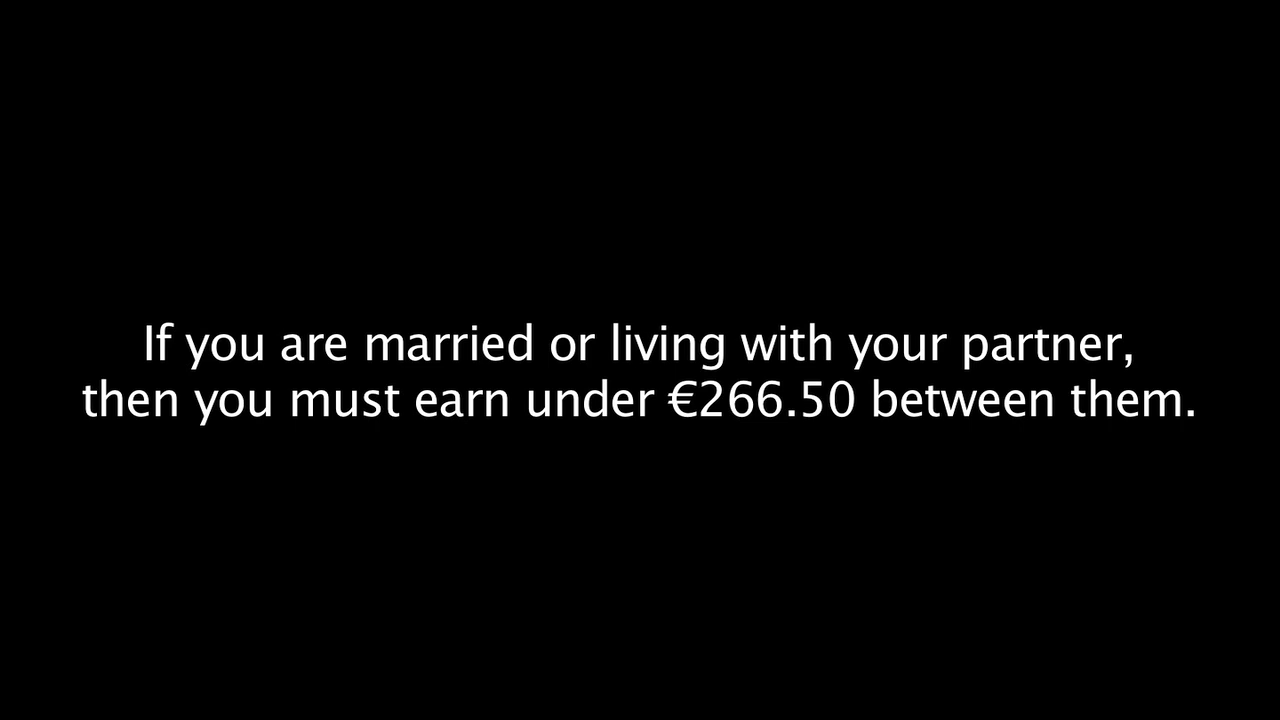 If you are married or living with your partner,
then you must earn under €266.50 between them.